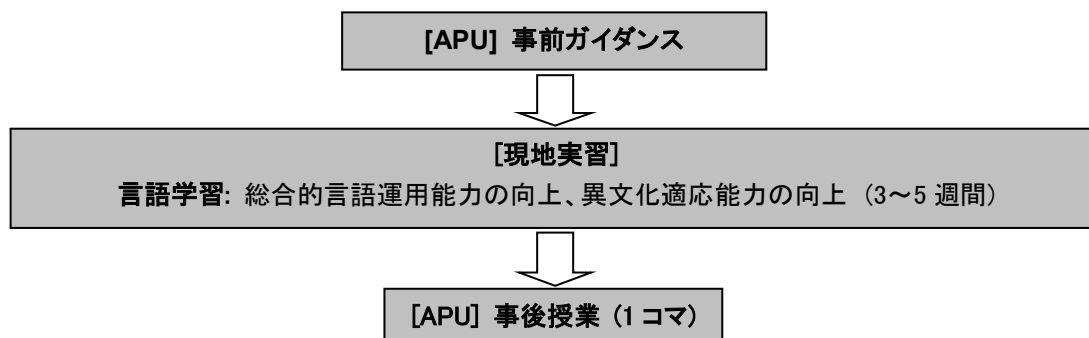 [APU] 事前ガイダンス
[現地実習]
言語学習: 総合的言語運用能力の向上、異文化適応能力の向上 (3~5 週間)
[APU] 事後授業 (1コマ)